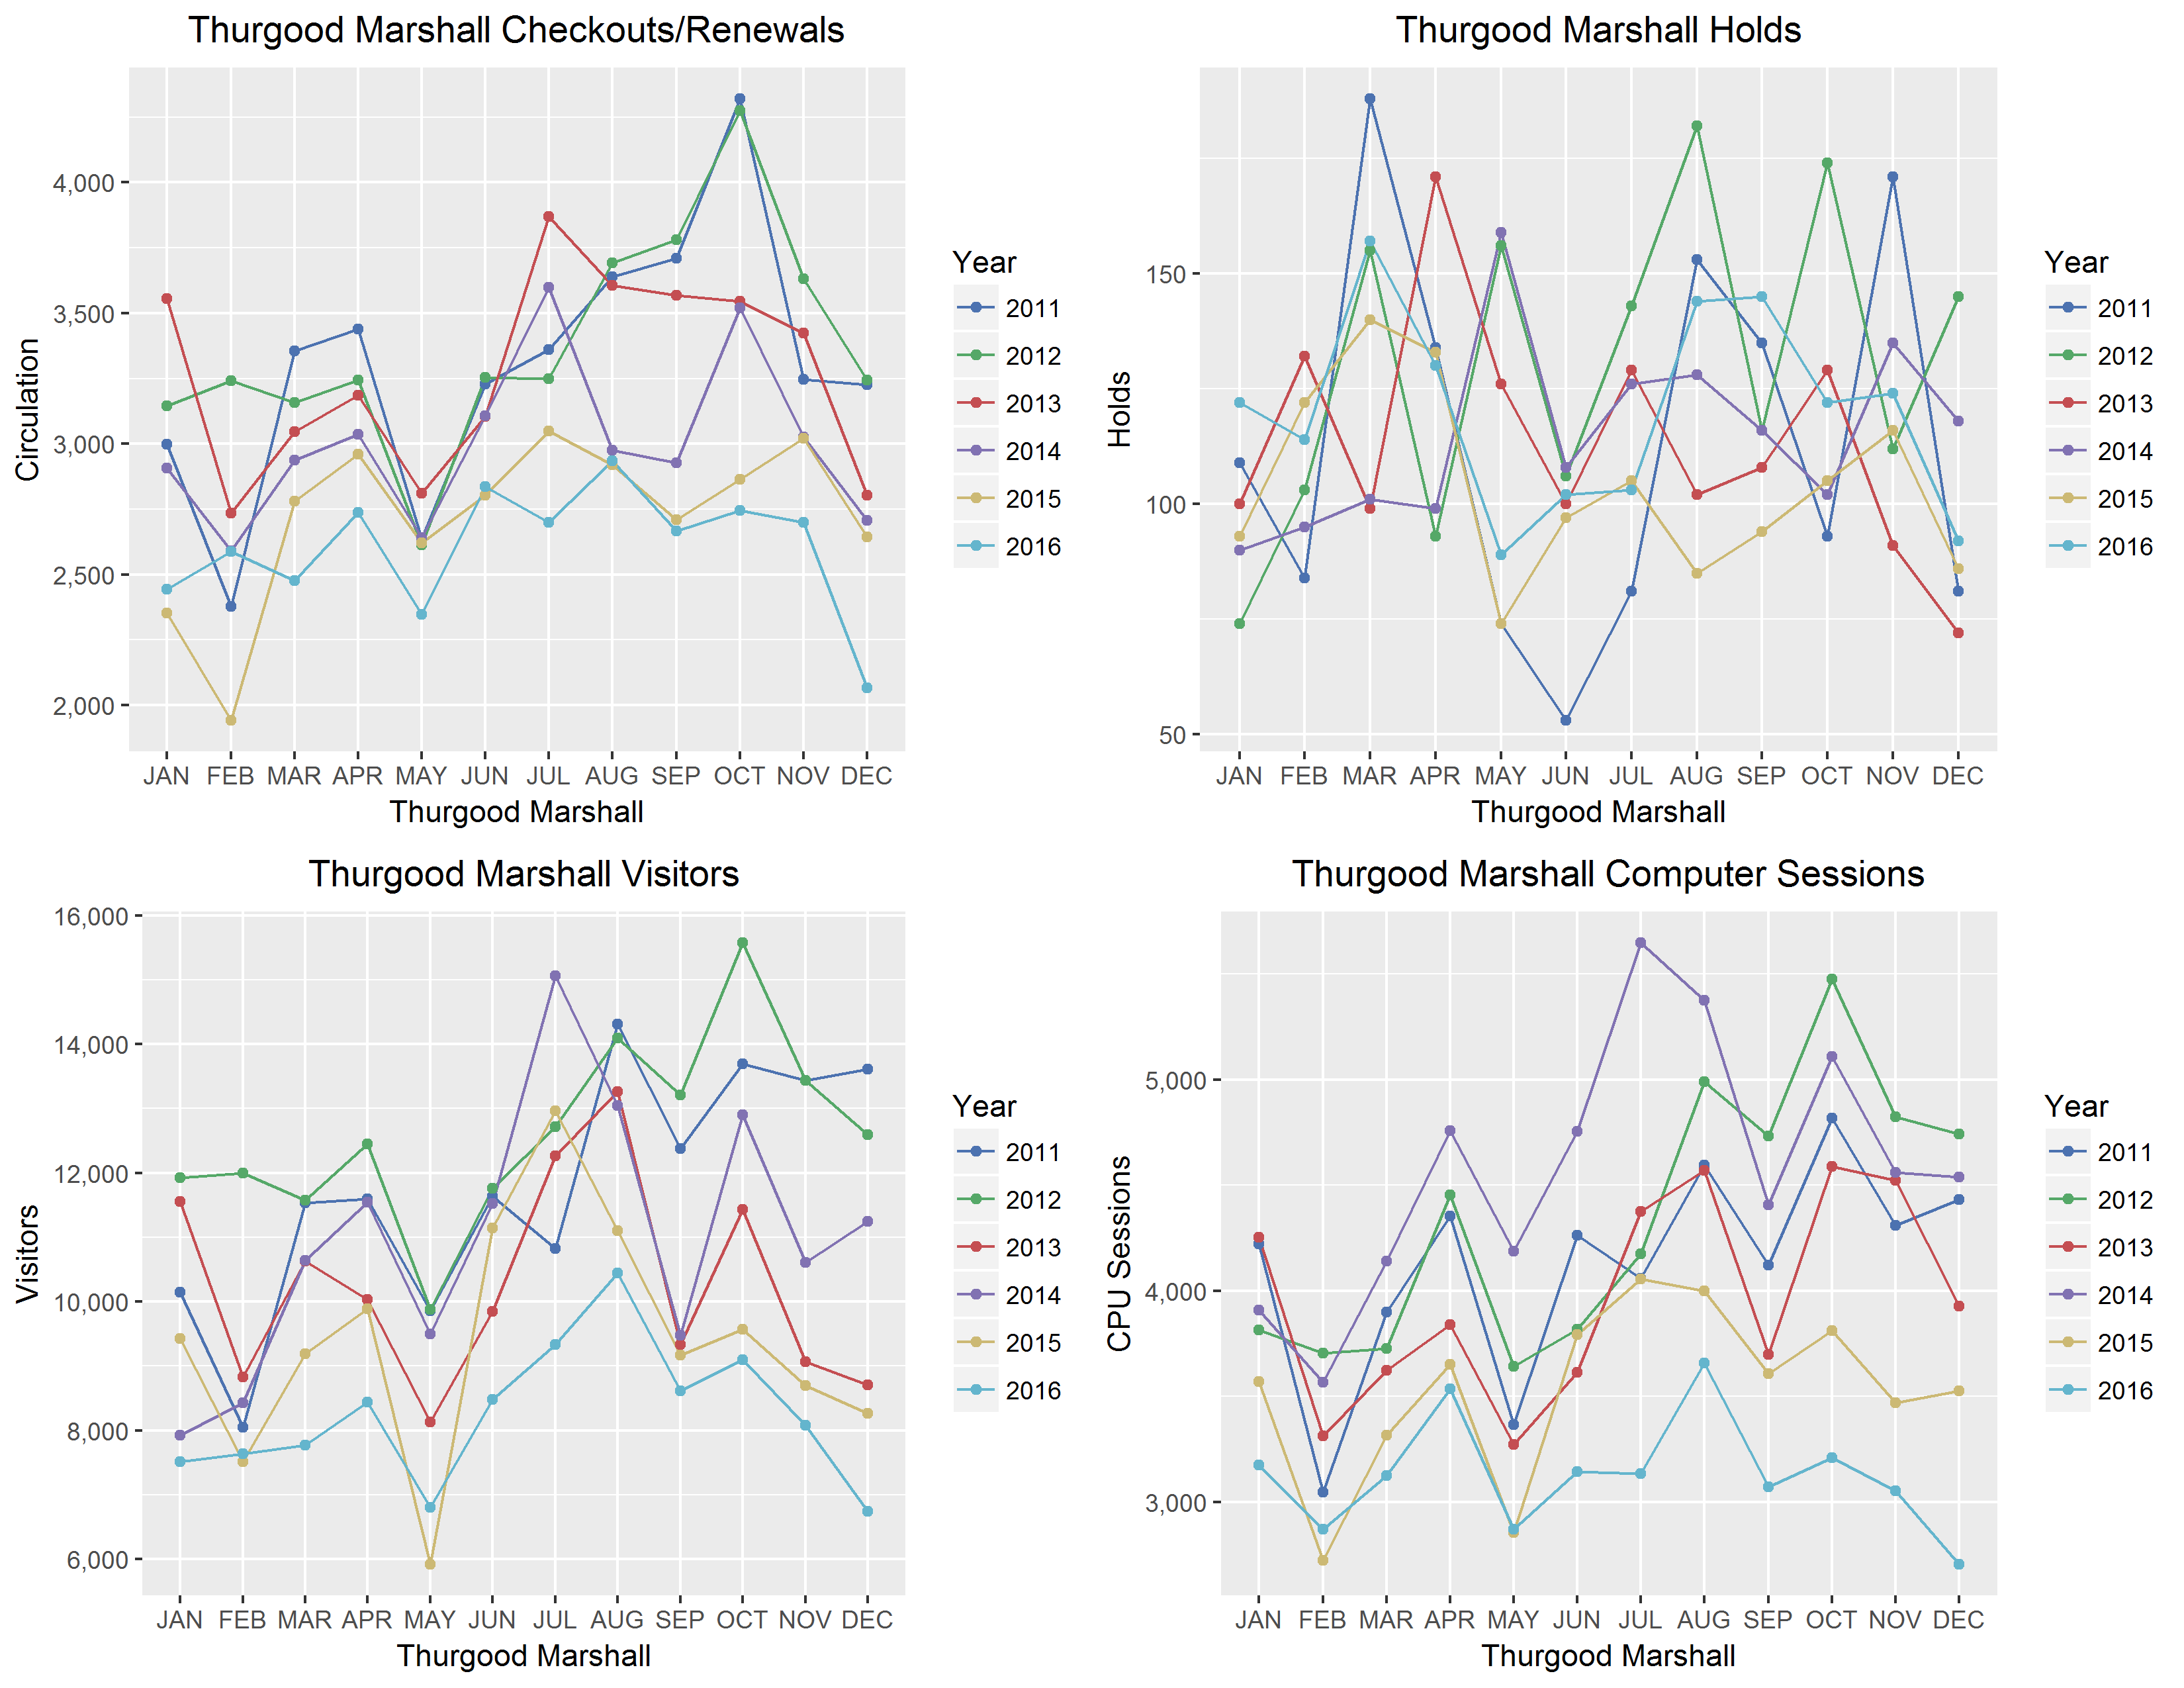 Thurgood Marshall Checkouts/Renewals
Circulation
4,000
3,500
3,000
2,500
2,000
JAN FEB MAR APR MAY JUN JUL AUG SEP OCT NOV DEC
Thurgood Marshall
Year
2011
2012
2013
2014
2015
2016
Thurgood Marshall Holds
Holds
150
100
50
JAN FEB MAR APR MAY JUN JUL AUG SEP OCT NOV DEC
Thurgood Marshall
Year
2011
2012
2013
2014
2015
2016
Thurgood Marshall Visitors
Visitors
16,000
14,000
12,000
10,000
8,000
6,000
JAN FEB MAR APR MAY JUN JUL AUG SEP OCT NOV DEC
Thurgood Marshall
Year
2011
2012
2013
2014
2015
2016
Thurgood Marshall Computer Sessions
CPU Sessions
5,000
4,000
3,000
JAN FEB MAR APR MAY JUN JUL AUG SEP OCT NOV DEC
Thurgood Marshall
Year
2011
2012
2013
2014
2015
2016